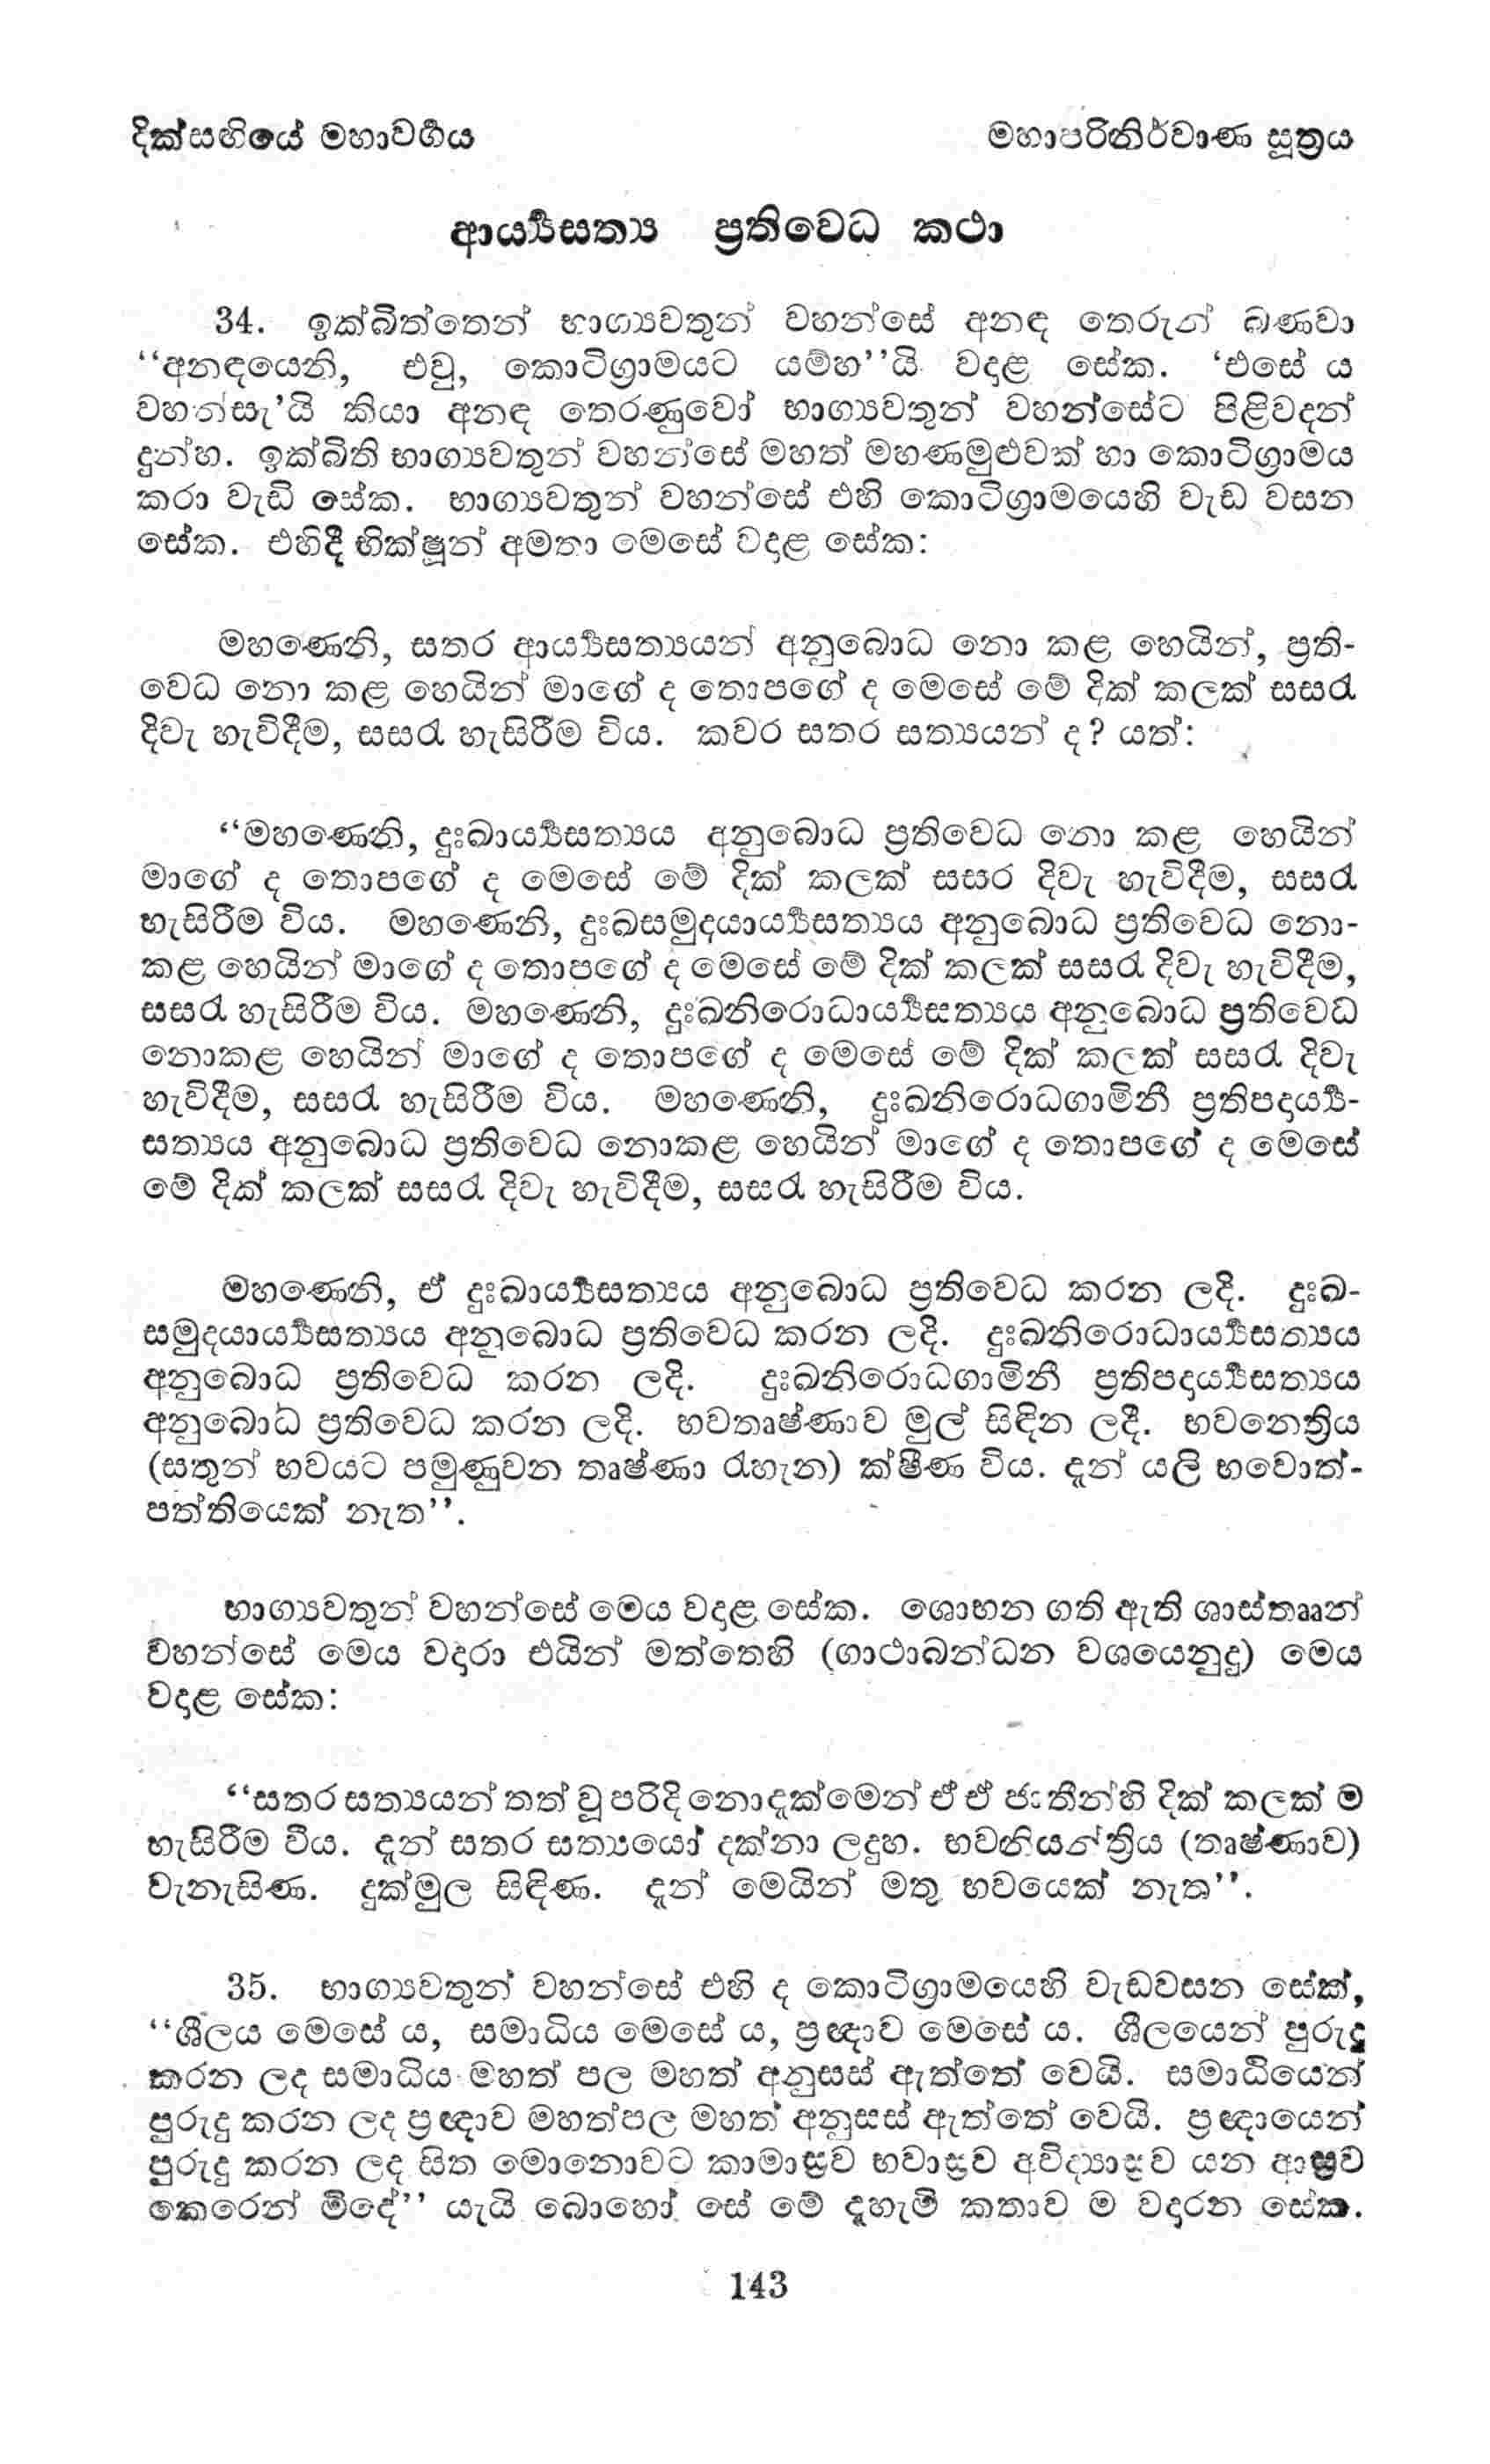 දික්සඟියේ මහාවර්‍ගය
මහාපරිනිර්වාණ සූත්‍රය
ආර්‍ය්‍යසත්‍ය ප්‍රතිවෙධ කථා
34. ඉක්බිත්තෙන් භාග්‍යවතුන් වහන්සේ අනඳ තෙරුන් බණවා
‘‘අනඳයෙනි, එවු, කොටිග්‍රාමයට යම්හ’’යි වදාළ සේක. ‘එසේ ය
වහන්සැ’යි කියා අනඳ තෙරණුවෝ භාග්‍යවතුන් වහන්සේට පිළිවදන්
දුන්හ. ඉක්බිති භාග්‍යවතුන් වහන්සේ මහත් මහණමුළුවක් හා කොටිග්‍රාමය
කරා වැඩි සේක. භාග්‍යවතුන් වහන්සේ එහි කොටිග්‍රාමයෙහි වැඩ වසන
සේක. එහිදී භික්ෂූන් අමතා මෙසේ වදාළ සේක:
මහණෙනි, සතර ආර්‍ය්‍යසත්‍යයන් අනුබොධ නො කළ හෙයින්, ප්‍රති-
වෙධ නො කළ හෙයින් මාගේ ද තොපගේ ද මෙසේ මේ දික් කලක් සසරැ
දිවැ හැවිදීම, සසරැ හැසිරීම විය. කවර සතර සත්‍යයන් ද? යත්:
‘‘මහණෙනි, දුඃඛාර්‍ය්‍යසත්‍යය අනුබොධ ප්‍රතිවෙධ නො කළ හෙයින්
මාගේ ද තොපගේ ද මෙසේ මේ දික් කලක් සසර දිවැ හැවිදීම, සසරැ
හැසිරීම විය. මහණෙනි, දුඃඛසමුදයාර්‍ය්‍යසත්‍යය අනුබොධ ප්‍රතිවෙධ නො-
කළ හෙයින් මාගේ ද තොපගේ ද මෙසේ මේ දික් කලක් සසරැ දිවැ හැවිදීම,
සසරැ හැසිරීම විය. මහණෙනි, දුඃඛනිරොධාර්‍ය්‍යසත්‍යය අනුබොධ ප්‍රතිවෙධ
නොකළ හෙයින් මාගේ ද තොපගේ ද මෙසේ මේ දික් කලක් සසරැ දිවැ
හැවිදීම, සසරැ හැසිරීම විය. මහණෙනි, දුඃඛනිරොධගාමිනී ප්‍රතිපදාර්‍ය්‍ය-
සත්‍යය අනුබොධ ප්‍රතිවෙධ නොකළ හෙයින් මාගේ ද තොපගේ ද මෙසේ
මේ දික් කලක් සසරැ දිවැ හැවිදීම, සසරැ හැසිරීම විය.
මහණෙනි, ඒ දුඃඛාර්‍ය්‍යසත්‍යය අනුබොධ ප්‍රතිවෙධ කරන ලදි. දුඃඛ-
සමුදයාර්‍ය්‍යසත්‍යය අනුබොධ ප්‍රතිවෙධ කරන ලදි. දුඃඛනිරොධාර්‍ය්‍යසත්‍යය
අනුබොධ ප්‍රතිවෙධ කරන ලදි. දුඃඛනිරොධගාමිනී ප්‍රතිපදාර්‍ය්‍යසත්‍යය
අනුබොධ ප්‍රතිවෙධ කරන ලදි. භවතෘෂ්ණාව මුල් සිඳින ලදී. භවනෙත්‍රිය
(සතුන් භවයට පමුණුවන තෘෂ්ණා රැහැන) ක්ෂීණ විය. දැන් යලි භවොත්-
පත්තියෙක් නැත’’.
භාග්‍යවතුන් වහන්සේ මෙය වදාළ සේක. ශොභන ගති ඇති ශාස්තෲන්
වහන්සේ මෙය වදාරා එයින් මත්තෙහි (ගාථාබන්ධන වශයෙනුදු) මෙය
වදාළ සේක:
‘‘සතර සත්‍යයන් තත් වූ පරිදි නොදැක්මෙන් ඒ ඒ ජාතීන්හි දික් කලක් ම
හැසිරීම වීය. දැන් සතර සත්‍යයෝ දක්නා ලදුහ. භවනියන්ත්‍රිය (තෘෂ්ණාව)
වැනැසිණ. දුක්මුල සිඳිණ. දැන් මෙයින් මතු භවයෙක් නැත’’.
35. භාග්‍යවතුන් වහන්සේ එහි ද කොටිග්‍රාමයෙහි වැඩවසන සේක්,
‘‘ශීලය මෙසේ ය, සමාධිය මෙසේ ය, ප්‍රඥාව මෙසේ ය. ශීලයෙන් පුරුදු
කරන ලද සමාධිය මහත් පල මහත් අනුසස් ඇත්තේ වෙයි. සමාධියෙන්
පුරුදු කරන ලද ප්‍රඥාව මහත්පල මහත් අනුසස් ඇත්තේ වෙයි. ප්‍රඥායෙන්
පුරුදු කරන ලද සිත මොනොවට කාමාස්‍රව භවාස්‍රව අවිද්‍යාස්‍රව යන ආස්‍රව
කෙරෙන් මිදේ’’ යැයි බොහෝ සේ මේ දැහැමි කතාව ම වදාරන සේක.
143